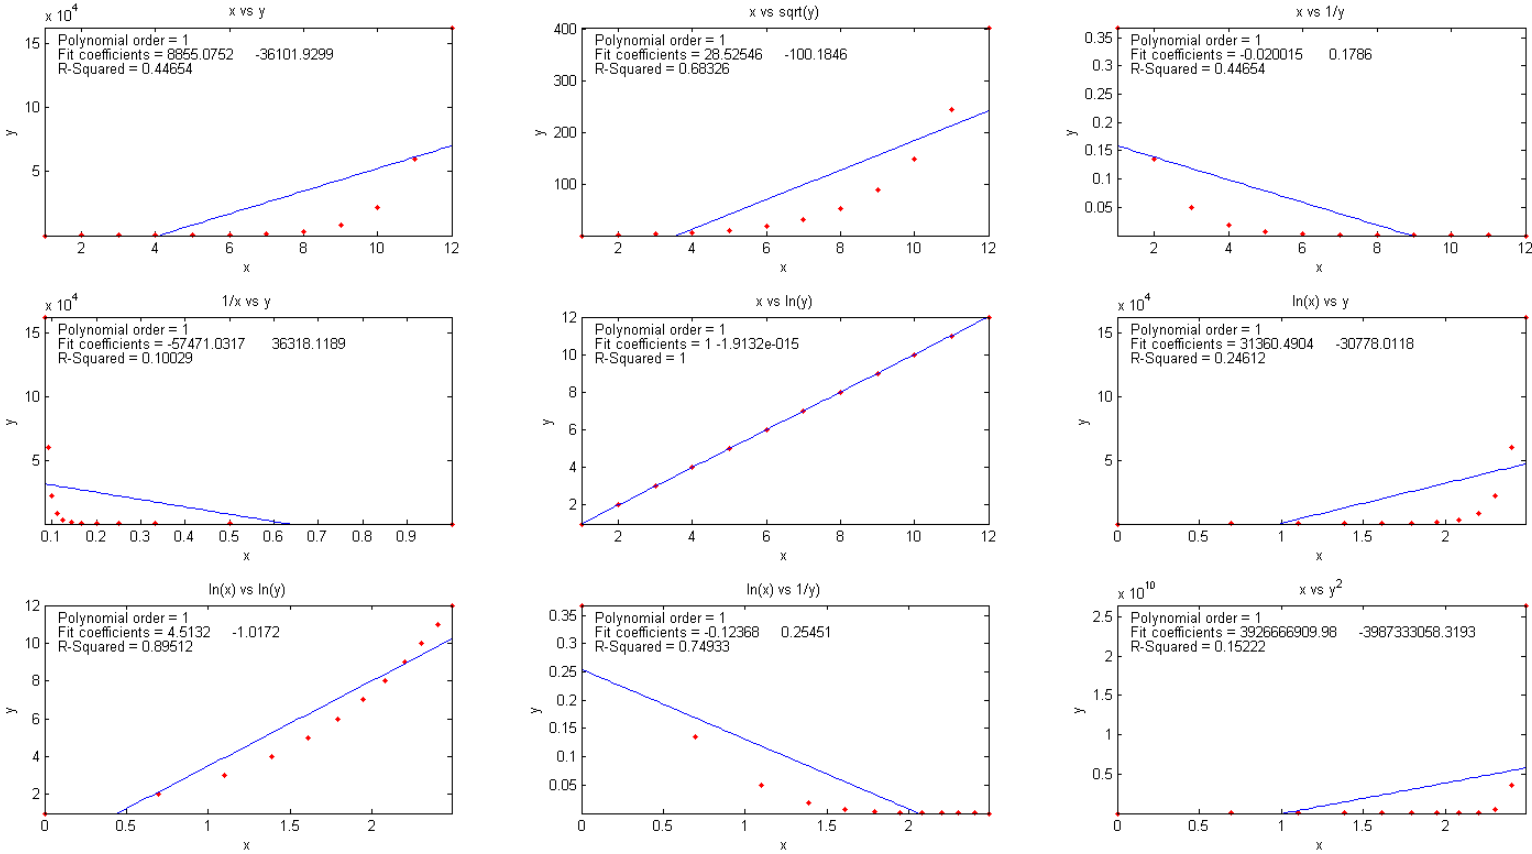 x vs y
x 10^4
Polynomial order = 1
Fit coefficients = 8855.0752 -36101.9299
R-Squared = 0.44654
15
10
5
y
2 4 6 8 10 12
x
x vs sqrt(y)
Polynomial order = 1
Fit coefficients = 28.52546 -100.1846
R-Squared = 0.68326
400
300
200
100
y
2 4 6 8 10 12
x
x vs 1/y
Polynomial order = 1
Fit coefficients = -0.020015 0.1786
R-Squared = 0.44654
0.35
0.3
0.25
0.2
0.15
0.1
0.05
y
2 4 6 8 10 12
x
1/x vs y
x 10^4
Polynomial order = 1
Fit coefficients = -57471.0317 36318.1189
R-Squared = 0.10029
15
10
5
y
0.1 0.2 0.3 0.4 0.5 0.6 0.7 0.8 0.9
x
x vs ln(y)
Polynomial order = 1
Fit coefficients = 1 -1.9132e-015
R-Squared = 1
12
10
8
6
4
2
y
2 4 6 8 10 12
x
ln(x) vs y
x 10^4
Polynomial order = 1
Fit coefficients = 31360.4904 -30778.0118
R-Squared = 0.24612
15
10
5
y
0 0.5 1 1.5 2
x
ln(x) vs ln(y)
Polynomial order = 1
Fit coefficients = 4.5132 -1.0172
R-Squared = 0.89512
12
10
8
6
4
2
y
0 0.5 1 1.5 2
x
ln(x) vs 1/y)
Polynomial order = 1
Fit coefficients = -0.12368 0.25451
R-Squared = 0.74933
0.35
0.3
0.25
0.2
0.15
0.1
0.05
y
0 0.5 1 1.5 2
x
x vs y^2
x 10^10
Polynomial order = 1
Fit coefficients = 3926666909.98 -3987333058.3193
R-Squared = 0.15222
2.5
2
1.5
1
0.5
y
0 0.5 1 1.5 2
x